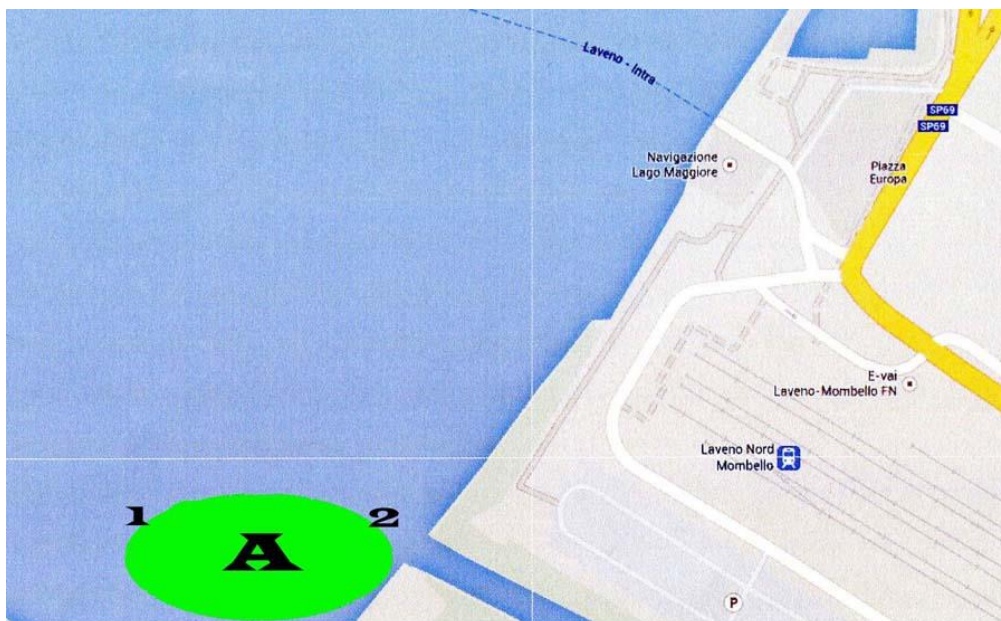 Laveno - Intra
SP69
SP69
Navigazione
Lago Maggiore
Piazza
Europa
E-vai
Laveno-Mombello FN
Laveno Nord
Mombello
1
2
A
P